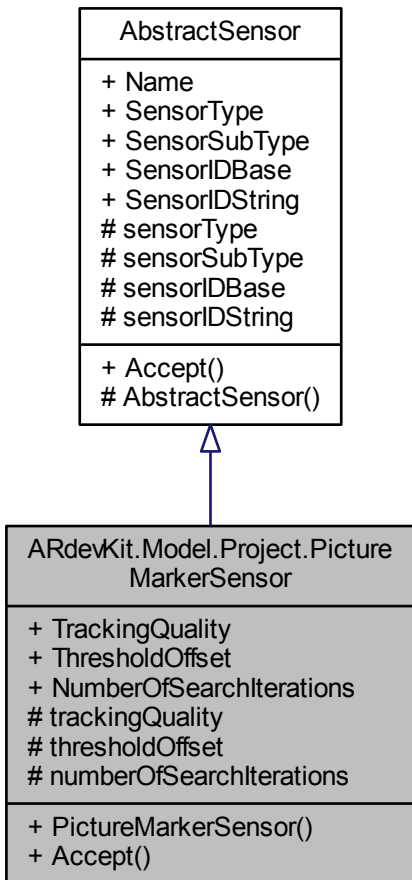 AbstractSensor
+ Name
+ SensorType
+ SensorSubType
+ SensorIDBase
+ SensorIDString
# sensorType
# sensorSubType
# sensorIDBase
# sensorIDString
+ Accept()
# AbstractSensor()
ARdevKit.Model.Project.Picture
MarkerSensor
+ TrackingQuality
+ ThresholdOffset
+ NumberOfSearchIterations
# trackingQuality
# thresholdOffset
# numberOfSearchIterations
+ PictureMarkerSensor()
+ Accept()